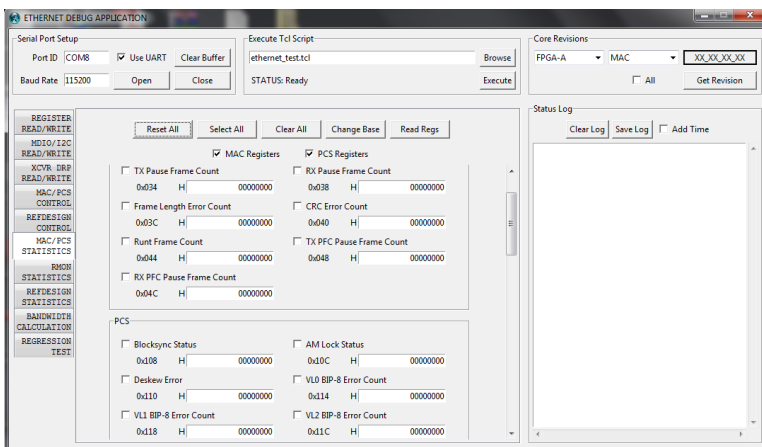 ETHERNET DEBUG APPLICATION
Serial Port Setup
Port ID COM8 Use UART Clear Buffer
Baud Rate 115200 Open Close
Execute Tcl Script
ethernet_test.tcl Browse
STATUS: Ready Execute
Core Revisions
FPGA-A MAC XX_XX_XX_XX
All Get Revision
REGISTER
READ/WRITE
MDIO/I2C
READ/WRITE
XCVR DRP
READ/WRITE
MAC/PCS
CONTROL
REFDESIGN
CONTROL
MAC/PCS
STATISTICS
RMON
STATISTICS
REFDESIGN
STATISTICS
BANDWIDTH
CALCULATION
REGRESSION
TEST
Reset All Select All Clear All Change Base Read Regs
MAC Registers PCS Registers
TX Pause Frame Count RX Pause Frame Count
0x034 H 00000000 0x038 H 00000000
Frame Length Error Count CRC Error Count
0x03C H 00000000 0x040 H 00000000
Runt Frame Count TX PFC Pause Frame Count
0x044 H 00000000 0x048 H 00000000
RX PFC Pause Frame Count
0x04C H 00000000
PCS
Blocksync Status AM Lock Status
0x108 H 00000000 0x10C H 00000000
Deskew Error VL0 BIP-8 Error Count
0x110 H 00000000 0x114 H 00000000
VL1 BIP-8 Error Count VL2 BIP-8 Error Count
0x118 H 00000000 0x11C H 00000000
Status Log
Clear Log Save Log Add Time